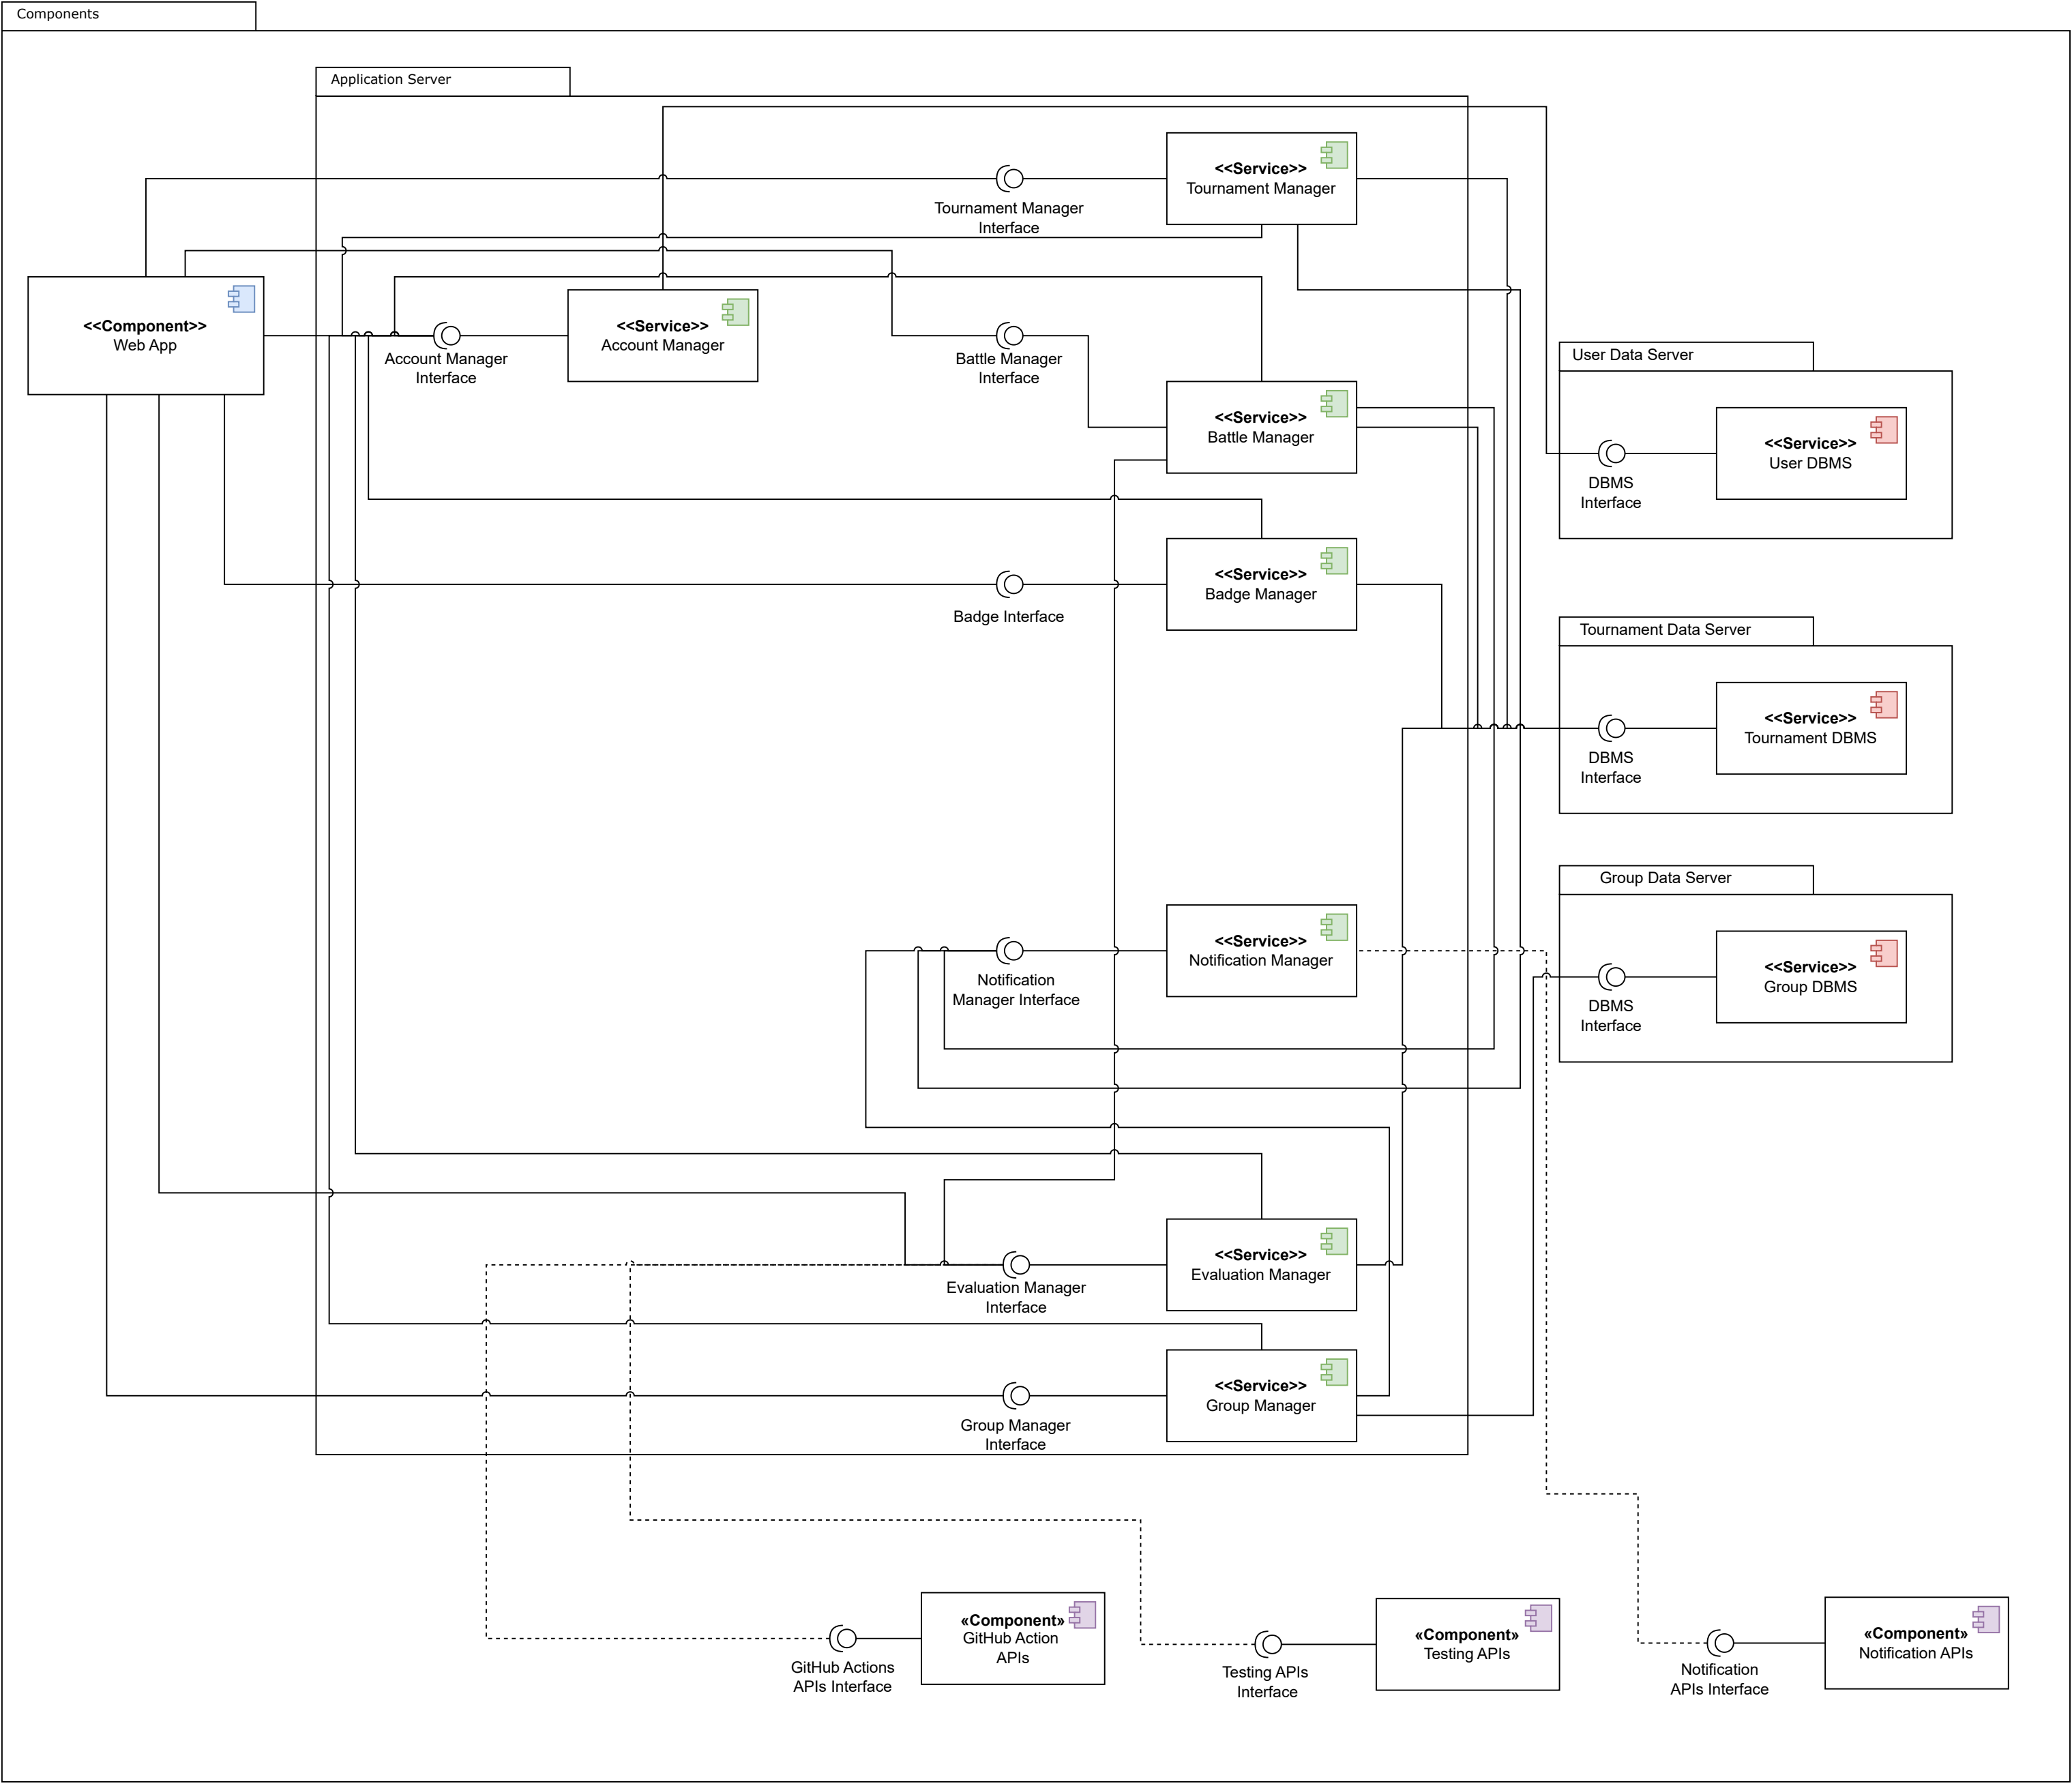 Components
Application Server
<<Service>>
Tournament Manager
Tournament Manager
Interface
<<Component>>
Web App
<<Service>>
Account Manager
Account Manager
Interface
Battle Manager
Interface
<<Service>>
Battle Manager
User Data Server
<<Service>>
User DBMS
DBMS
Interface
<<Service>>
Badge Manager
Badge Interface
Tournament Data Server
<<Service>>
Tournament DBMS
DBMS
Interface
Group Data Server
<<Service>>
Notification Manager
Notification
Manager Interface
<<Service>>
Group DBMS
DBMS
Interface
<<Service>>
Evaluation Manager
Evaluation Manager
Interface
<<Service>>
Group Manager
Group Manager
Interface
«Component»
GitHub Action
APIs
GitHub Actions
APIs Interface
«Component»
Testing APIs
Testing APIs
Interface
«Component»
Notification APIs
Notification
APIs Interface